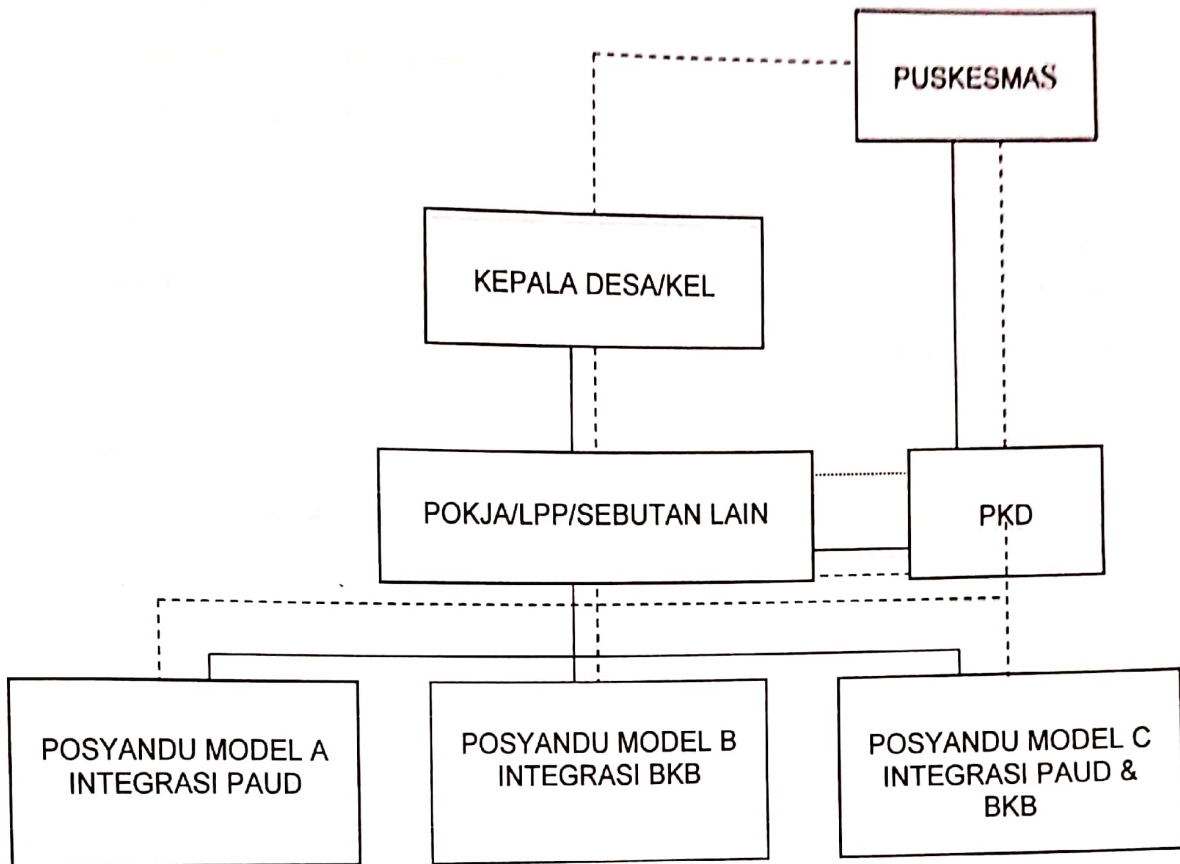 PUSKESMAS
KEPALA DESA/KEL
POKJA/LPP/SEBUTAN LAIN
PKD
POSYANDU MODEL A
INTEGRASI PAUD
POSYANDU MODEL B
INTEGRASI BKB
POSYANDU MODEL C
INTEGRASI PAUD &
BKB